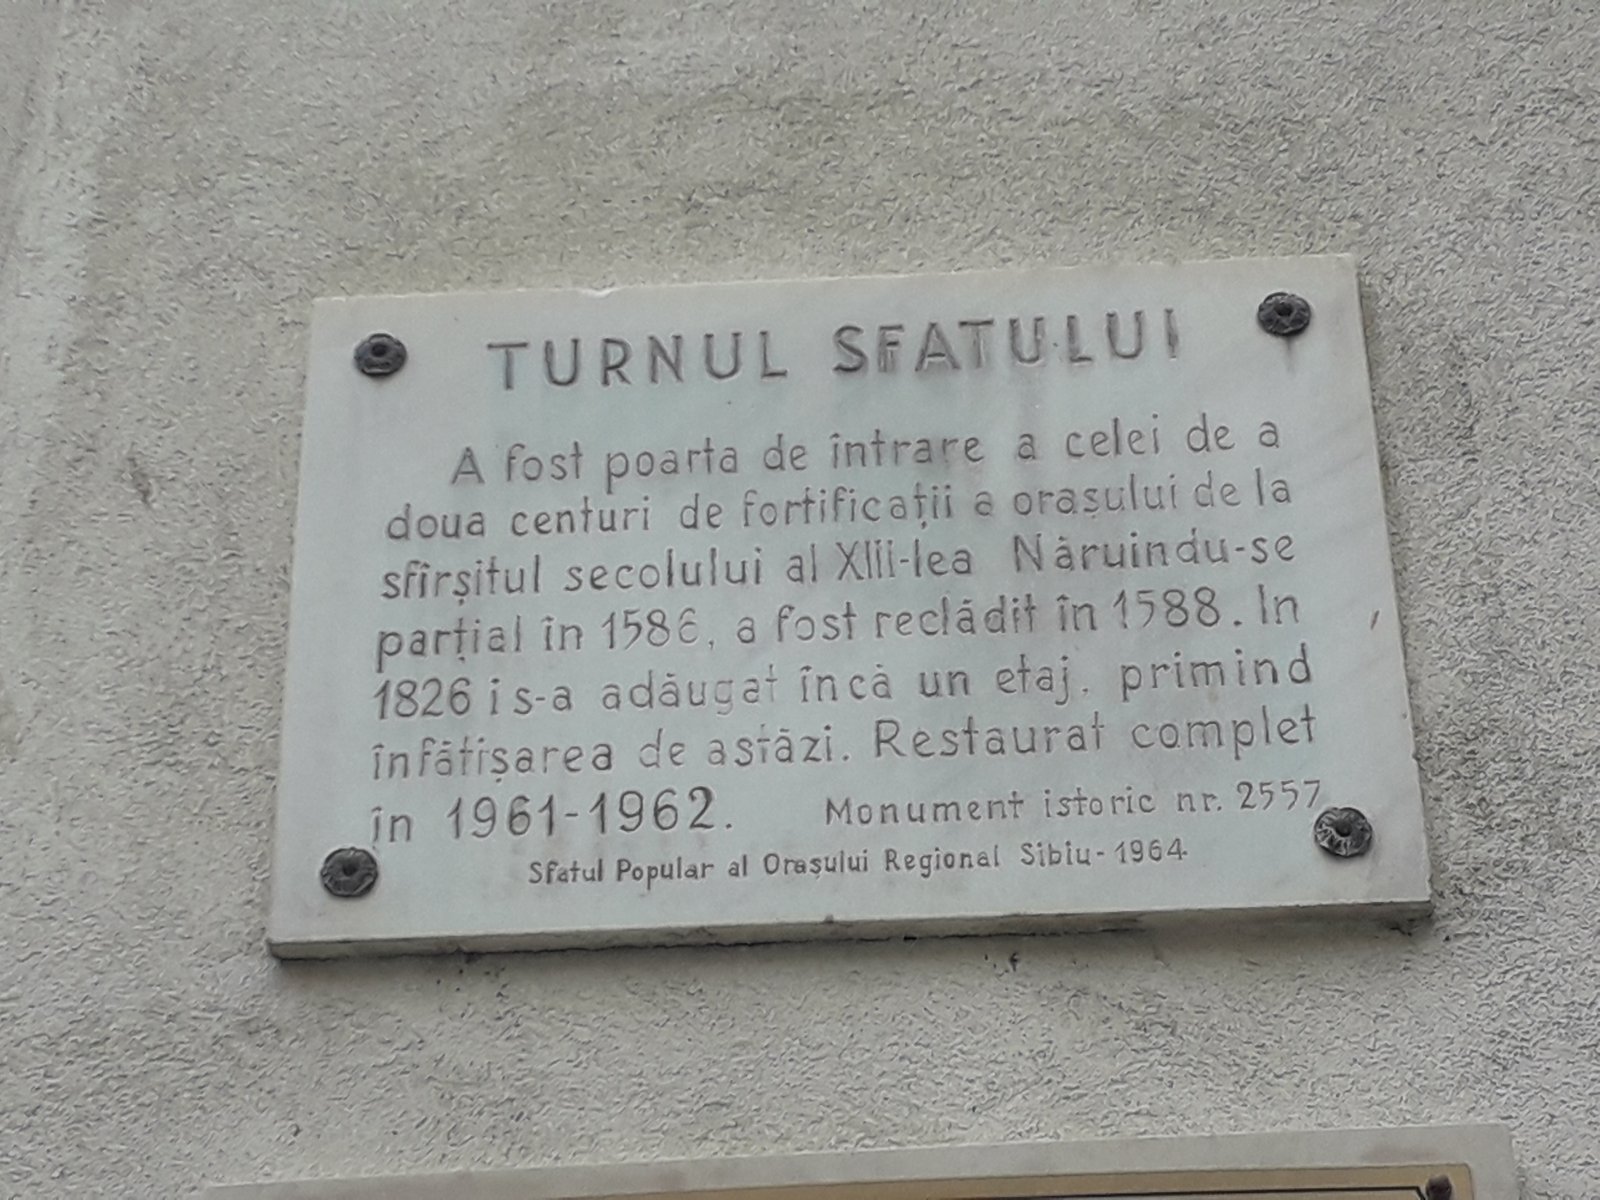 TURNUL SFATULUI
A fost poarta de întrare a celei de a
doua centuri de fortificații a orașului de la
sfîrșitul secolului al XIII-lea Năruindu-se
parțial în 1586, a fost reclădit în 1588. In
1826 i s-a adăugat încă un etaj, primind
înfățișarea de astăzi. Restaurat complet
în 1961-1962. Monument istoric nr. 2557
Sfatul Popular al Orașului Regional Sibiu-1964